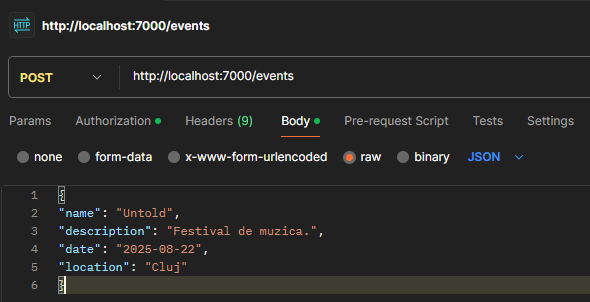 HTTP http://localhost:7000/events
POST http://localhost:7000/events
Params Authorization Headers (9) Body Pre-request Script Tests Settings
none form-data x-www-form-urlencoded raw binary JSON
1 {
2 "name": "Untold",
3 "description": "Festival de muzica.",
4 "date": "2025-08-22",
5 "location": "Cluj"
6 }